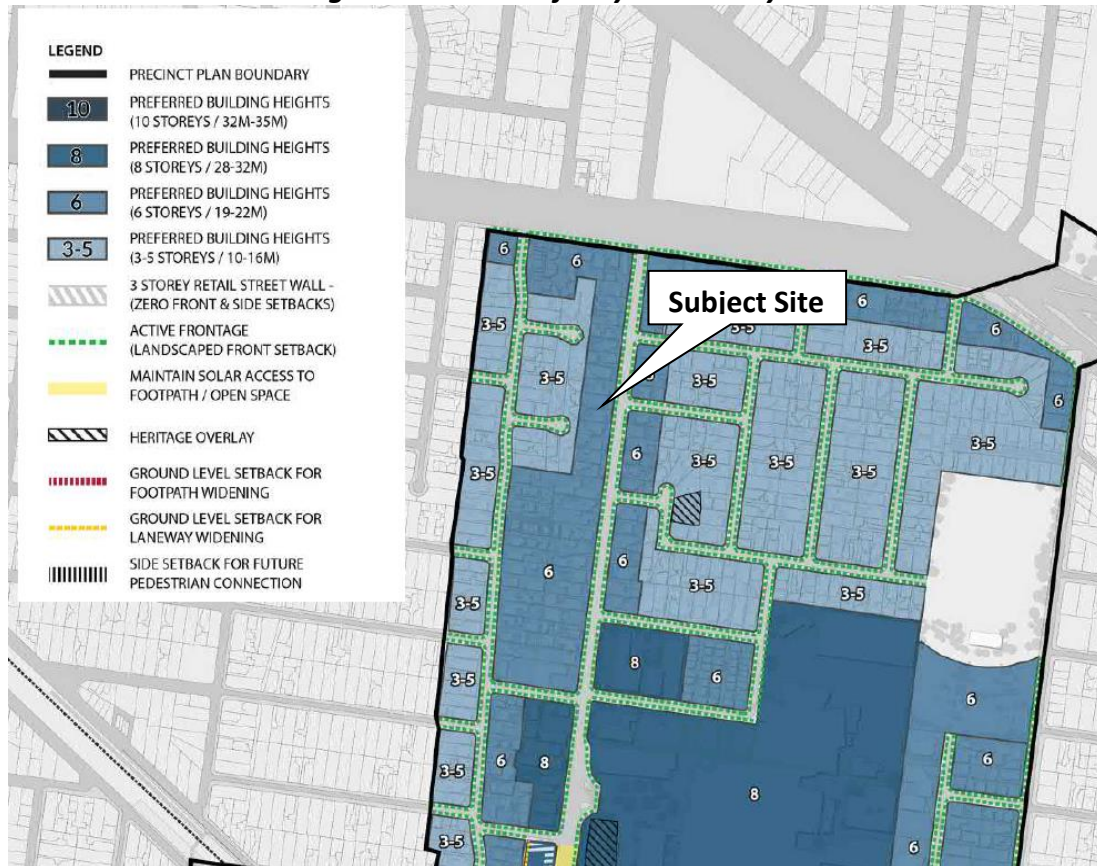 LEGEND
PRECINCT PLAN BOUNDARY
10
PREFERRED BUILDING HEIGHTS
(10 STOREYS / 32M-35M)
8
PREFERRED BUILDING HEIGHTS
(8 STOREYS / 28-32M)
6
PREFERRED BUILDING HEIGHTS
(6 STOREYS / 19-22M)
3-5
PREFERRED BUILDING HEIGHTS
(3-5 STOREYS / 10-16M)
3 STOREY RETAIL STREET WALL -
(ZERO FRONT & SIDE SETBACKS)
ACTIVE FRONTAGE
(LANDSCAPED FRONT SETBACK)
MAINTAIN SOLAR ACCESS TO
FOOTPATH / OPEN SPACE
HERITAGE OVERLAY
GROUND LEVEL SETBACK FOR
FOOTPATH WIDENING
GROUND LEVEL SETBACK FOR
LANEWAY WIDENING
SIDE SETBACK FOR FUTURE
PEDESTRIAN CONNECTION
Subject Site
6
6
6
6
3-5
3-5
3-5
3-5
3-5
6
3-5
3-5
6
3-5
3-5
3-5
3-5
6
6
3-5
3-5
3-5
8
6
3-5
6
6
6
8
3-5
8
6
3-5